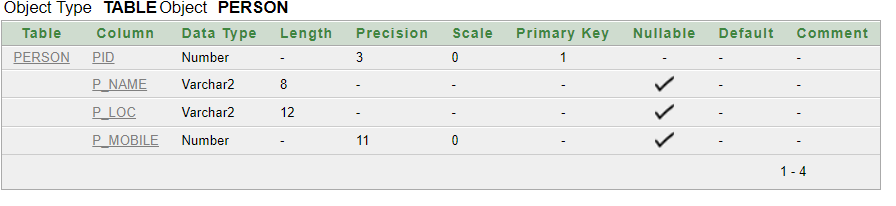 Object Type TABLE Object PERSON
Table Column Data Type Length Precision Scale Primary Key Nullable Default Comment
PERSON PID Number - 3 0 1 - - -
P_NAME Varchar2 8 - - - - -
P_LOC Varchar2 12 - - - - -
P_MOBILE Number - 11 0 - - -
1 - 4